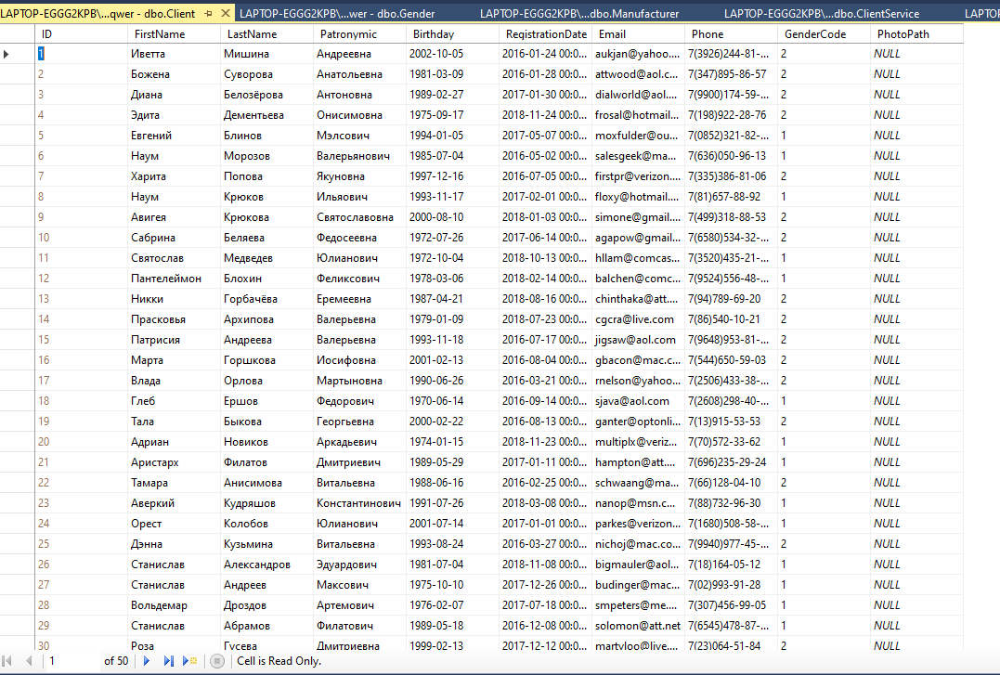 LAPTOP-EGGG2KPB\...qwer - dbo.Client LAPTOP-EGGG2KPB\...wer - dbo.Gender LAPTOP-EGGG2KPB\...dbo.Manufacturer LAPTOP-EGGG2KPB\...dbo.ClientService LAPTOP
ID FirstName LastName Patronymic Birthday RegistrationDate Email Phone GenderCode PhotoPath
1 Иветта Мишина Андреевна 2002-10-05 2016-01-24 00:0... aukjan@yahoo.... 7(3926)244-81-... 2 NULL
2 Божена Суворова Анатольевна 1981-03-09 2016-01-28 00:0... attwood@aol.c... 7(347)895-86-57 2 NULL
3 Диана Белозёрова Антоновна 1989-02-27 2017-01-30 00:0... dialworld@aol.... 7(9900)174-59-... 2 NULL
4 Эдита Дементьева Онисимовна 1975-09-17 2018-11-24 00:0... frosal@hotmail... 7(198)922-28-76 2 NULL
5 Евгений Блинов Мэлсович 1994-01-05 2017-05-07 00:0... moxfulder@ou... 7(0852)321-82-... 1 NULL
6 Наум Морозов Валерьянович 1985-07-04 2016-05-02 00:0... salesgeek@ma... 7(636)050-96-13 1 NULL
7 Харита Попова Якуновна 1997-12-16 2016-07-05 00:0... firstpr@verizon.... 7(335)386-81-06 2 NULL
8 Наум Крюков Ильявич 1993-11-17 2017-02-01 00:0... floxy@hotmail.... 7(81)657-88-92 1 NULL
9 Авигея Крюкова Святославовна 2000-08-10 2018-01-03 00:0... simone@gmail.... 7(499)318-88-53 2 NULL
10 Сабрина Беляева Федосеевна 1972-07-26 2017-06-14 00:0... agapow@gmail... 7(6580)534-32-... 2 NULL
11 Святослав Медведев Юлианович 1972-10-04 2018-10-13 00:0... hllam@comcas... 7(3520)435-21-... 1 NULL
12 Пантелеймон Блохин Феликсович 1978-03-06 2018-02-14 00:0... balchen@comc... 7(9524)556-48-... 1 NULL
13 Никки Горбачёва Еремеевна 1987-04-21 2018-08-16 00:0... chinthaka@att.... 7(94)789-69-20 2 NULL
14 Прасковья Архипова Валерьевна 1979-01-09 2018-07-23 00:0... cgcra@live.com 7(86)540-10-21 2 NULL
15 Патрисия Андреева Валерьевна 1993-11-18 2016-07-17 00:0... jigsaw@aol.com 7(9648)953-81-... 2 NULL
16 Марта Горшкова Иосифовна 2001-02-13 2016-08-04 00:0... gbacon@mac.c... 7(544)650-59-03 2 NULL
17 Влада Орлова Мартыновна 1990-06-26 2016-03-21 00:0... rnelson@yahoo... 7(2506)433-38-... 2 NULL
18 Глеб Ершов Федорович 1970-06-14 2016-09-14 00:0... sjava@aol.com 7(2608)298-40-... 1 NULL
19 Тала Быкова Георгьевна 2000-02-22 2016-08-13 00:0... ganter@optonli... 7(13)915-53-53 2 NULL
20 Адриан Новиков Аркадьевич 1974-01-15 2018-11-23 00:0... multiplx@veriz... 7(70)572-33-62 1 NULL
21 Аристарх Филатов Дмитриевич 1989-05-29 2017-01-11 00:0... hampton@att.... 7(696)235-29-24 1 NULL
22 Тамара Анисимова Витальевна 1988-06-16 2016-02-25 00:0... schwaang@ma... 7(66)128-04-10 2 NULL
23 Аверкий Кудряшов Константинович 1991-07-26 2018-03-08 00:0... nanop@msn.c... 7(88)732-96-30 1 NULL
24 Орест Колобов Юлианович 2001-07-14 2017-01-01 00:0... parkes@verizon... 7(1680)508-58-... 1 NULL
25 Дэнна Кузьмина Витальевна 1993-08-24 2016-03-27 00:0... nichoj@mac.co... 7(9940)977-45-... 2 NULL
26 Станислав Александров Эдуардович 1981-07-04 2018-11-08 00:0... bigmauler@aol... 7(18)164-05-12 1 NULL
27 Станислав Андреев Максович 1975-10-10 2017-12-26 00:0... budinger@mac... 7(02)993-91-28 1 NULL
28 Вольдемар Дроздов Артемович 1976-02-07 2017-07-18 00:0... smpeters@me.... 7(307)456-99-05 1 NULL
29 Станислав Абрамов Филатович 1989-05-18 2016-12-08 00:0... solomon@att.net 7(6545)478-87-... 1 NULL
30 Роза Гусева Дмитриевна 1999-02-13 2017-12-12 00:0... martyloo@live.... 7(23)064-51-84 2 NULL
1 of 50 Cell is Read Only.